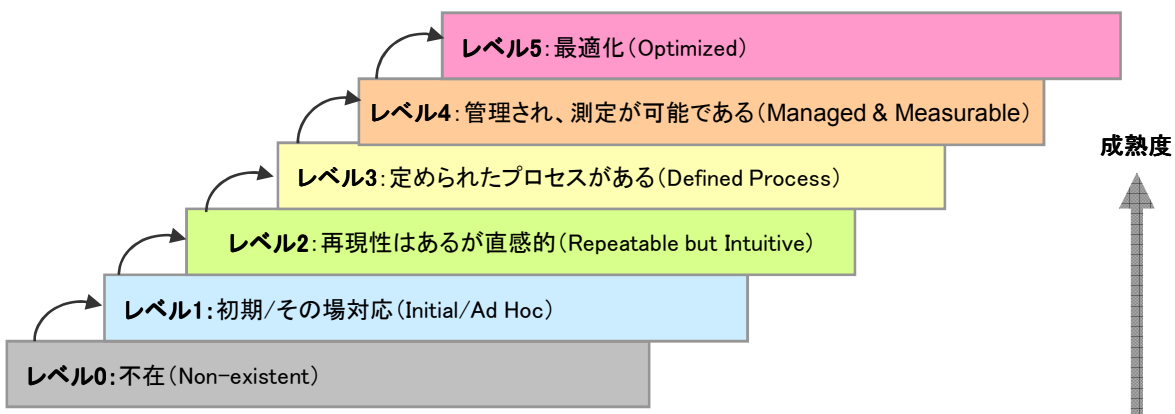 レベル5：最適化（Optimized）
レベル4：管理され、測定が可能である（Managed & Measurable）
成熟度
レベル3：定められたプロセスがある（Defined Process）
レベル2：再現性はあるが直感的（Repeatable but Intuitive）
レベル1：初期/その場対応（Initial/Ad Hoc）
レベル0：不在（Non-existent）